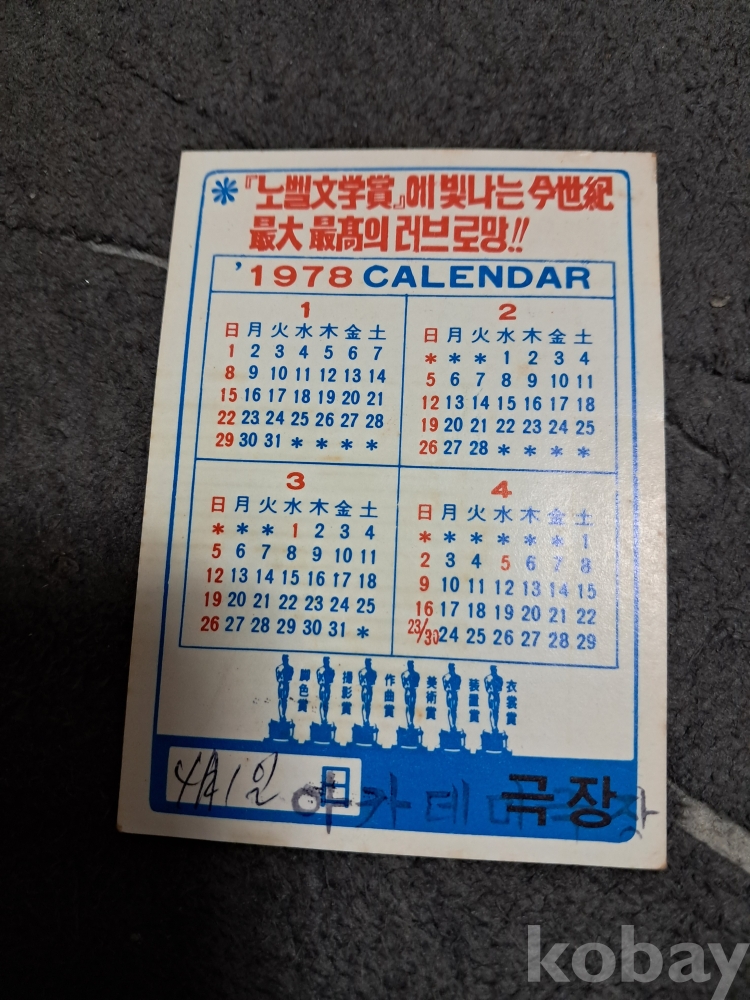 『노벨文学賞』에 빛나는 今世紀
最大 最髙의 러브로망!!
'1978 CALENDAR
1
日 月 火 水 木 金 土
1 2 3 4 5 6 7
8 9 10 11 12 13 14
15 16 17 18 19 20 21
22 23 24 25 26 27 28
29 30 31 * * * *
2
日 月 火 水 木 金 土
* * * 1 2 3 4
5 6 7 8 9 10 11
12 13 14 15 16 17 18
19 20 21 22 23 24 25
26 27 28 * * * *
3
日 月 火 水 木 金 土
* * * 1 2 3 4
5 6 7 8 9 10 11
12 13 14 15 16 17 18
19 20 21 22 23 24 25
26 27 28 29 30 31 *
4
日 月 火 水 木 金 土
* * * * * * 1
2 3 4 5 6 7 8
9 10 11 12 13 14 15
16 17 18 19 20 21 22
23/30 24 25 26 27 28 29
脚色賞
撮影賞
作曲賞
美術賞
装置賞
衣裳賞
4月1일
아카데미극장
극장
kobay